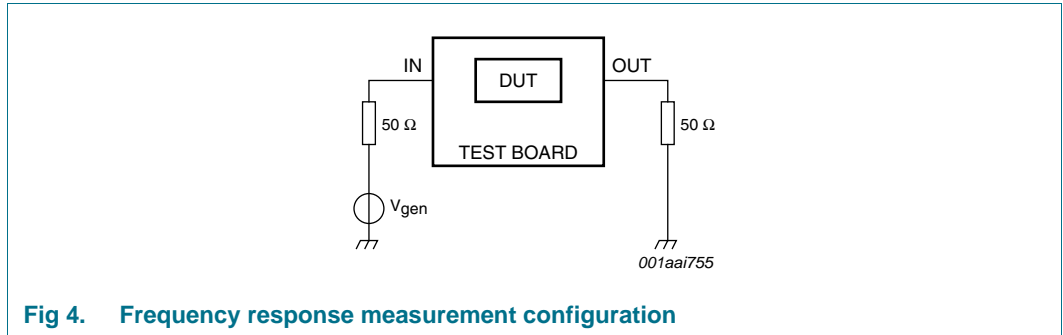 IN
OUT
DUT
50 Ω
50 Ω
TEST BOARD
Vgen
001aai755
Fig 4. Frequency response measurement configuration